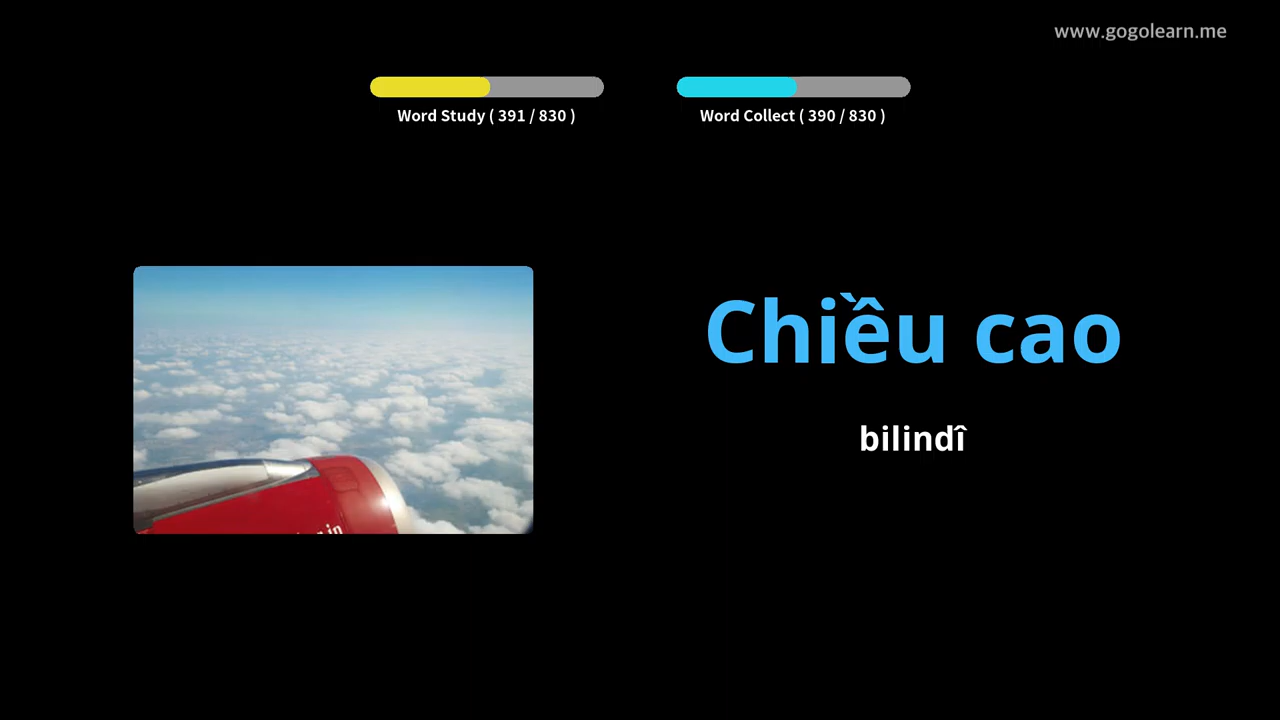 www.gogolearn.me
Word Study ( 391 / 830 )
Word Collect ( 390 / 830 )
Chiều cao
bilindî